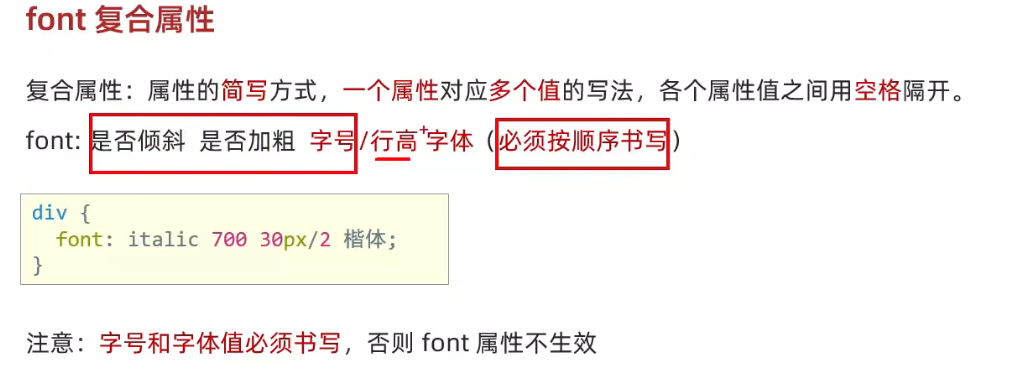 font 复合属性
复合属性：属性的简写方式，一个属性对应多个值的写法，各个属性值之间用空格隔开。
font: 是否倾斜 是否加粗 字号/行高 字体（必须按顺序书写）
div {
font: italic 700 30px/2 楷体;
}
注意：字号和字体值必须书写，否则 font 属性不生效